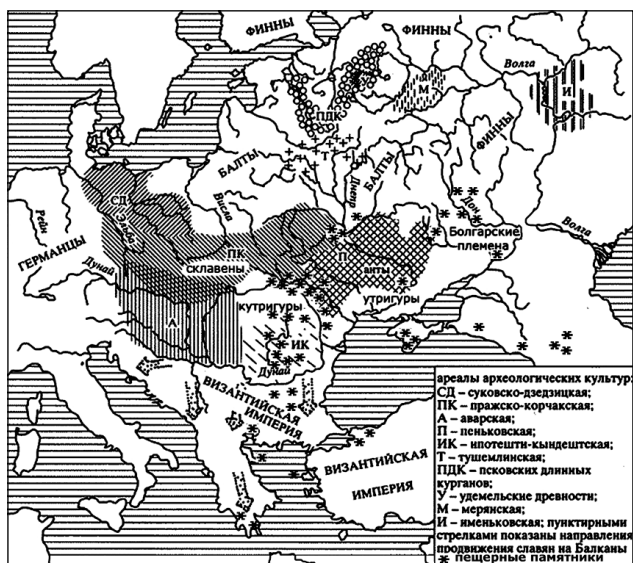 ФИННЫ
ФИННЫ
Волга
И
М
ПДК
Т
ФИННЫ
БАЛТЫ
БАЛТЫ
Днепр
Дон
Висла
СД
Эльба
Рейн
ГЕРМАНЦЫ
Дунай
ПК
склавены
П
анты
Болгарские
племена
Волга
утригуры
кутригуры
А
ИК
Дунай
ВИЗАНТИЙСКАЯ
ИМПЕРИЯ
ВИЗАНТИЙСКАЯ
ИМПЕРИЯ
ареалы археологических культур:
СД – суковско-дзедзицкая;
ПК – пражско-корчакская;
А – аварская;
П – пеньковская;
ИК – ипотешти-кындештская;
Т – тушемлинская;
ПДК – псковских длинных
курганов;
У – удемельские древности;
М – мерянская;
И – именьковская; пунктирными
стрелками показаны направления
продвижения славян на Балканы
* пещерные памятники